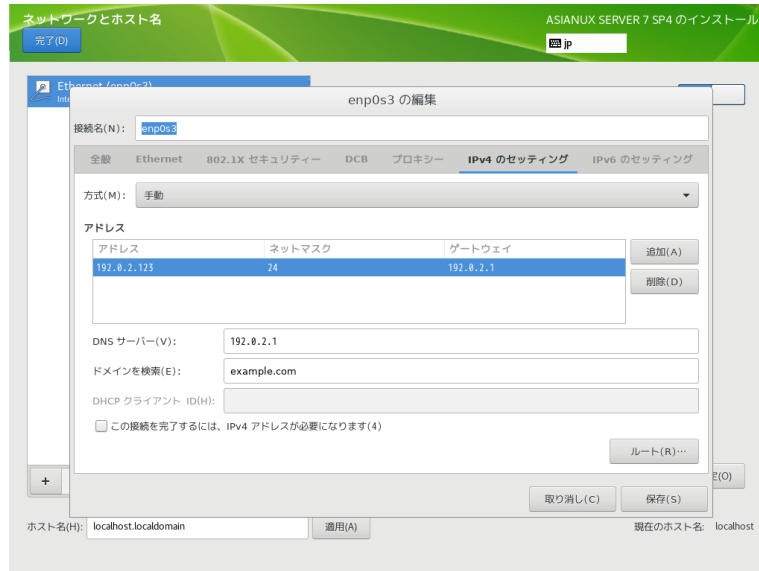 ネットワークとホスト名
ASIANUX SERVER 7 SP4 のインストール
完了(D)
jp
Ethernet (enp0s3)
Inte
enp0s3 の編集
接続名(N): enp0s3
全般 Ethernet 802.1X セキュリティー DCB プロキシー IPv4 のセッティング IPv6 のセッティング
方式(M): 手動
アドレス
アドレス ネットマスク ゲートウェイ
192.0.2.123 24 192.0.2.1
追加(A)
削除(D)
DNS サーバー(V): 192.0.2.1
ドメインを検索(E): example.com
DHCP クライアント ID(H):
この接続を完了するには、IPv4 アドレスが必要になります(4)
ルート(R)…
+
定(O)
取り消し(C) 保存(S)
ホスト名(H): localhost.localdomain 適用(A) 現在のホスト名: localhost